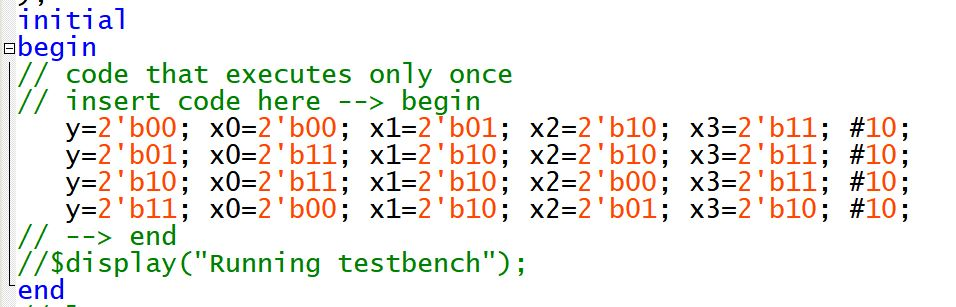 initial
begin
// code that executes only once
// insert code here --> begin
y=2'b00; x0=2'b00; x1=2'b01; x2=2'b10; x3=2'b11; #10;
y=2'b01; x0=2'b11; x1=2'b10; x2=2'b10; x3=2'b11; #10;
y=2'b10; x0=2'b11; x1=2'b10; x2=2'b00; x3=2'b11; #10;
y=2'b11; x0=2'b00; x1=2'b10; x2=2'b01; x3=2'b10; #10;
// --> end
//$display("Running testbench");
end